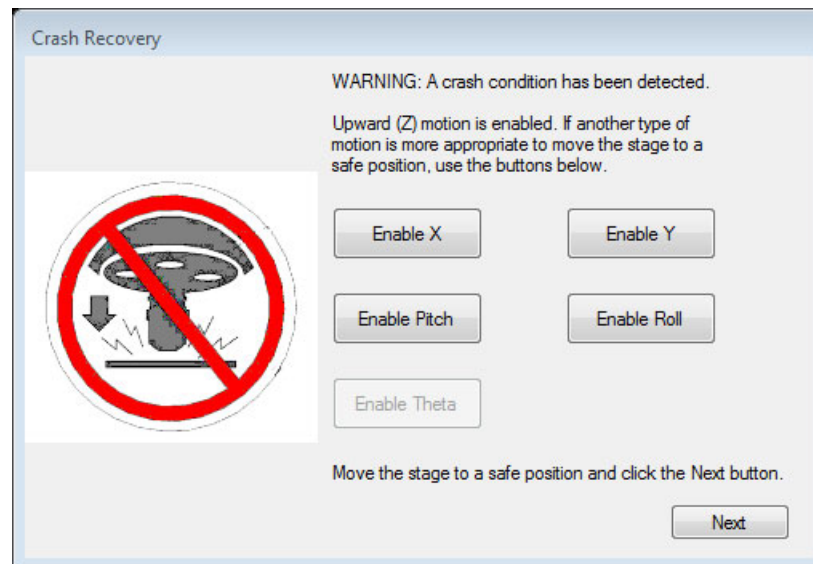 Crash Recovery
WARNING: A crash condition has been detected.
Upward (Z) motion is enabled. If another type of
motion is more appropriate to move the stage to a
safe position, use the buttons below.
Enable X
Enable Y
Enable Pitch
Enable Roll
Enable Theta
Move the stage to a safe position and click the Next button.
Next